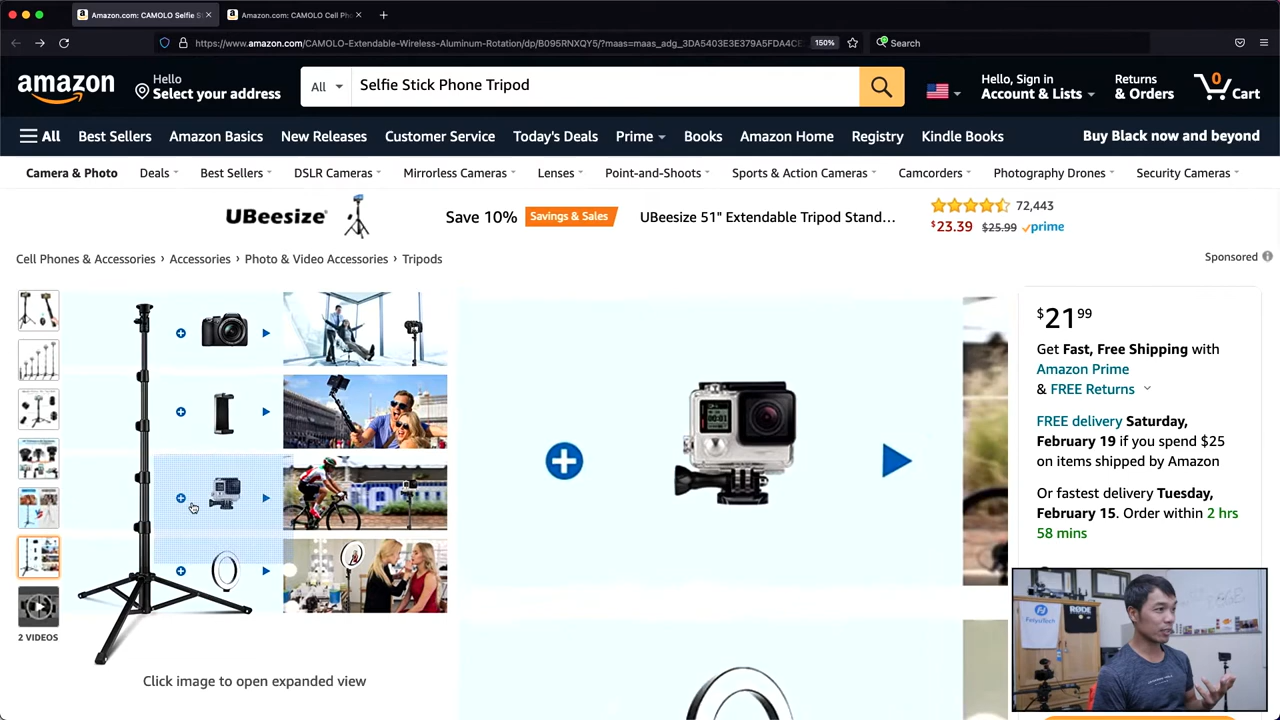 Amazon.com: CAMOLO Selfie S
Amazon.com: CAMOLO Cell Ph
https://www.amazon.com/CAMOLO-Extendable-Wireless-Aluminum-Rotation/dp/B095RNXQY5/?maas=maas_adg_3DA5403E3E379A5FDA4CE
150%
Search
amazon
Hello
Select your address
All
Selfie Stick Phone Tripod
Hello, Sign in
Account & Lists
Returns
& Orders
0
Cart
All
Best Sellers
Amazon Basics
New Releases
Customer Service
Today's Deals
Prime
Books
Amazon Home
Registry
Kindle Books
Buy Black now and beyond
Camera & Photo
Deals
Best Sellers
DSLR Cameras
Mirrorless Cameras
Lenses
Point-and-Shoots
Sports & Action Cameras
Camcorders
Photography Drones
Security Cameras
UBeesize
Save 10%
Savings & Sales
UBeesize 51" Extendable Tripod Stand…
72,443
$23.39 $25.99 prime
Cell Phones & Accessories › Accessories › Photo & Video Accessories › Tripods
Sponsored
$21 99
Get Fast, Free Shipping with
Amazon Prime
& FREE Returns
FREE delivery Saturday,
February 19 if you spend $25
on items shipped by Amazon
Or fastest delivery Tuesday,
February 15. Order within 2 hrs
58 mins
2 VIDEOS
Click image to open expanded view
FeiyuTech
RØDE